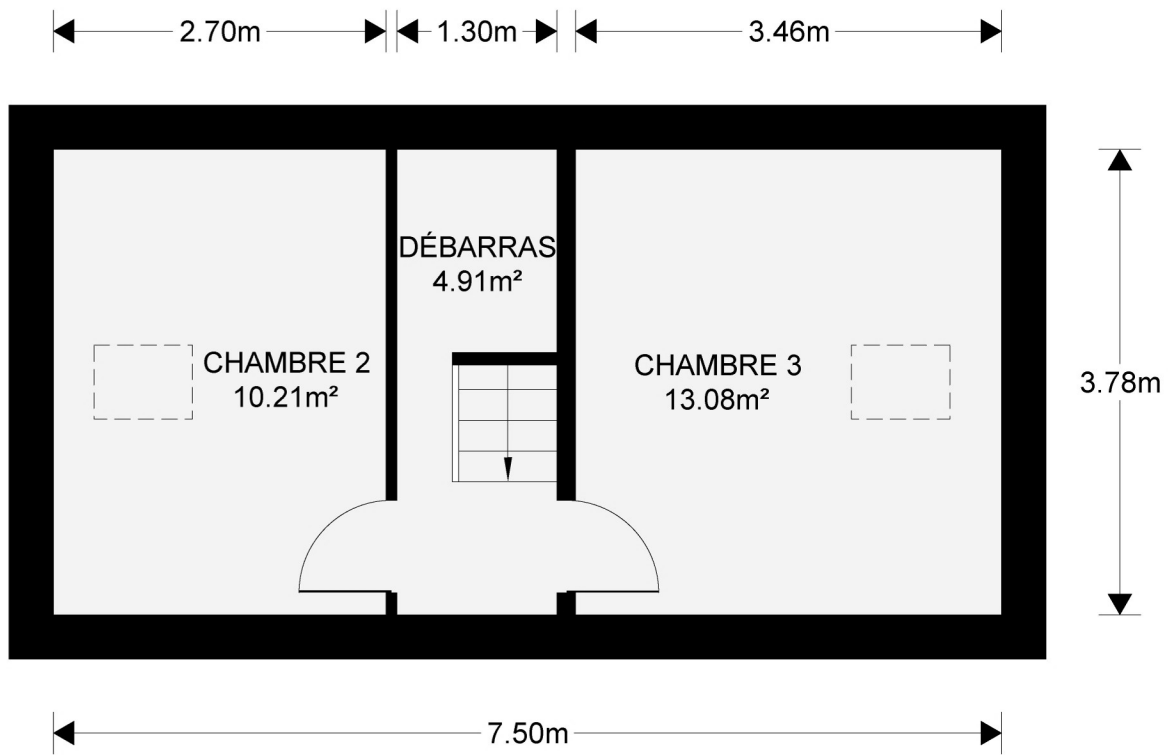 2.70m
1.30m
3.46m
DÉBARRAS
4.91m²
CHAMBRE 2
10.21m²
CHAMBRE 3
13.08m²
3.78m
7.50m